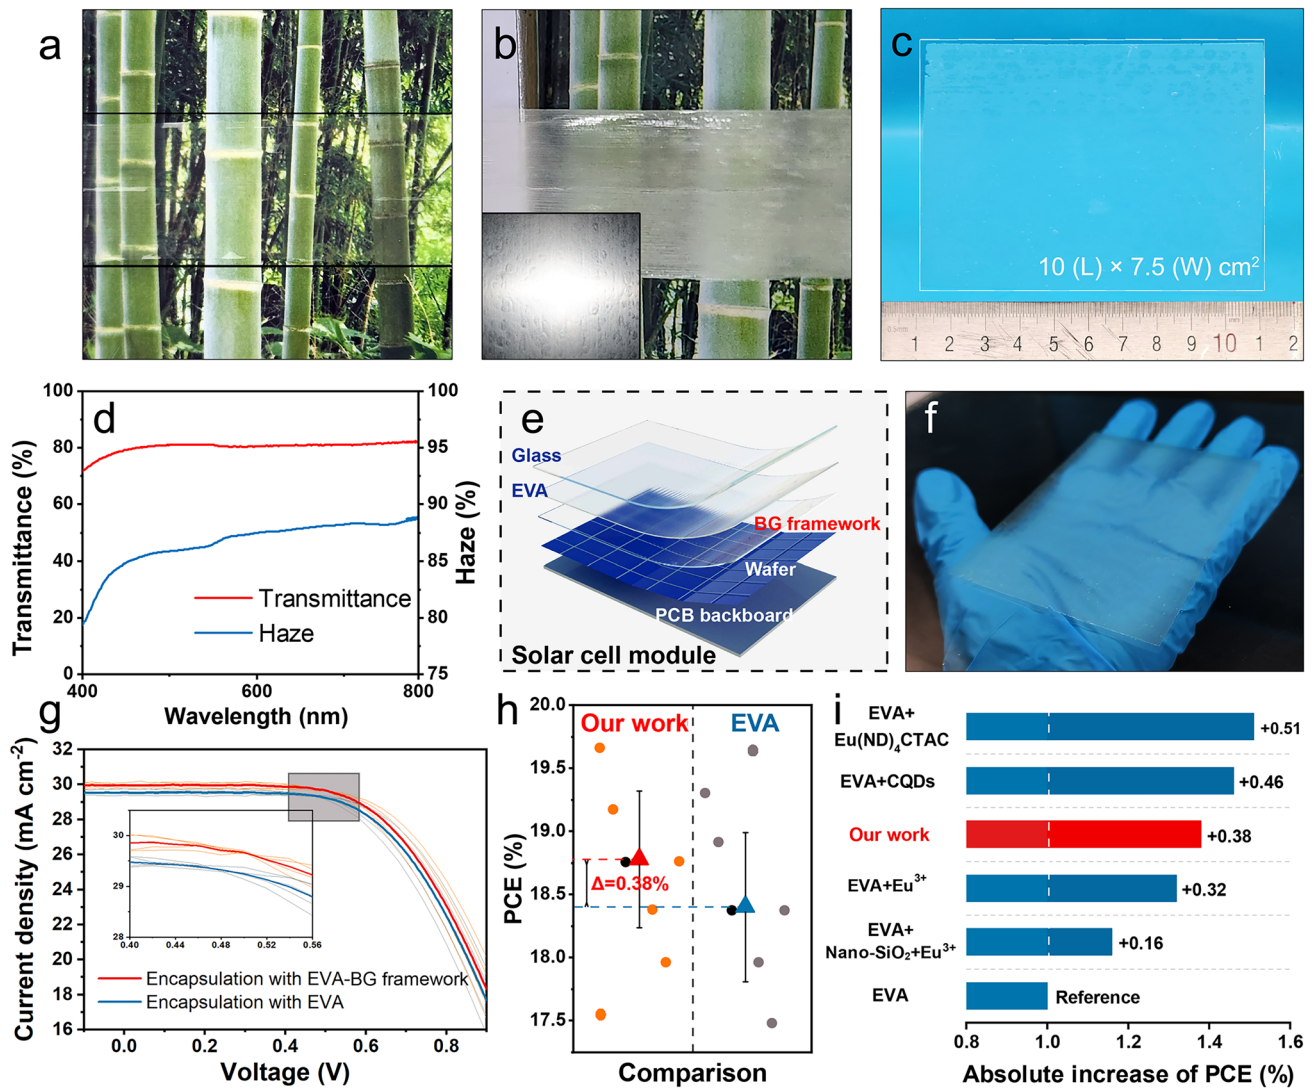 a
b
c
10 (L) × 7.5 (W) cm²
1 2 3 4 5 6 7 8 9 10 1 2
d
100
80
60
40
20
0
Transmittance (%)
100
95
90
85
80
75
Haze (%)
Transmittance
Haze
400 600 800
Wavelength (nm)
e
Glass
EVA
BG framework
Wafer
PCB backboard
Solar cell module
f
g
32
30
28
26
24
22
20
18
16
Current density (mA cm⁻²)
30
29
28
0.40 0.44 0.48 0.52 0.56
Encapsulation with EVA-BG framework
Encapsulation with EVA
0.0 0.2 0.4 0.6 0.8
Voltage (V)
h
20.0
19.5
19.0
18.5
18.0
17.5
PCE (%)
Our work
EVA
Δ=0.38%
Comparison
i
EVA+
Eu(ND)₄CTAC
+0.51
EVA+CQDs
+0.46
Our work
+0.38
EVA+Eu³⁺
+0.32
EVA+
Nano-SiO₂+Eu³⁺
+0.16
EVA
Reference
0.8 1.0 1.2 1.4 1.6
Absolute increase of PCE (%)